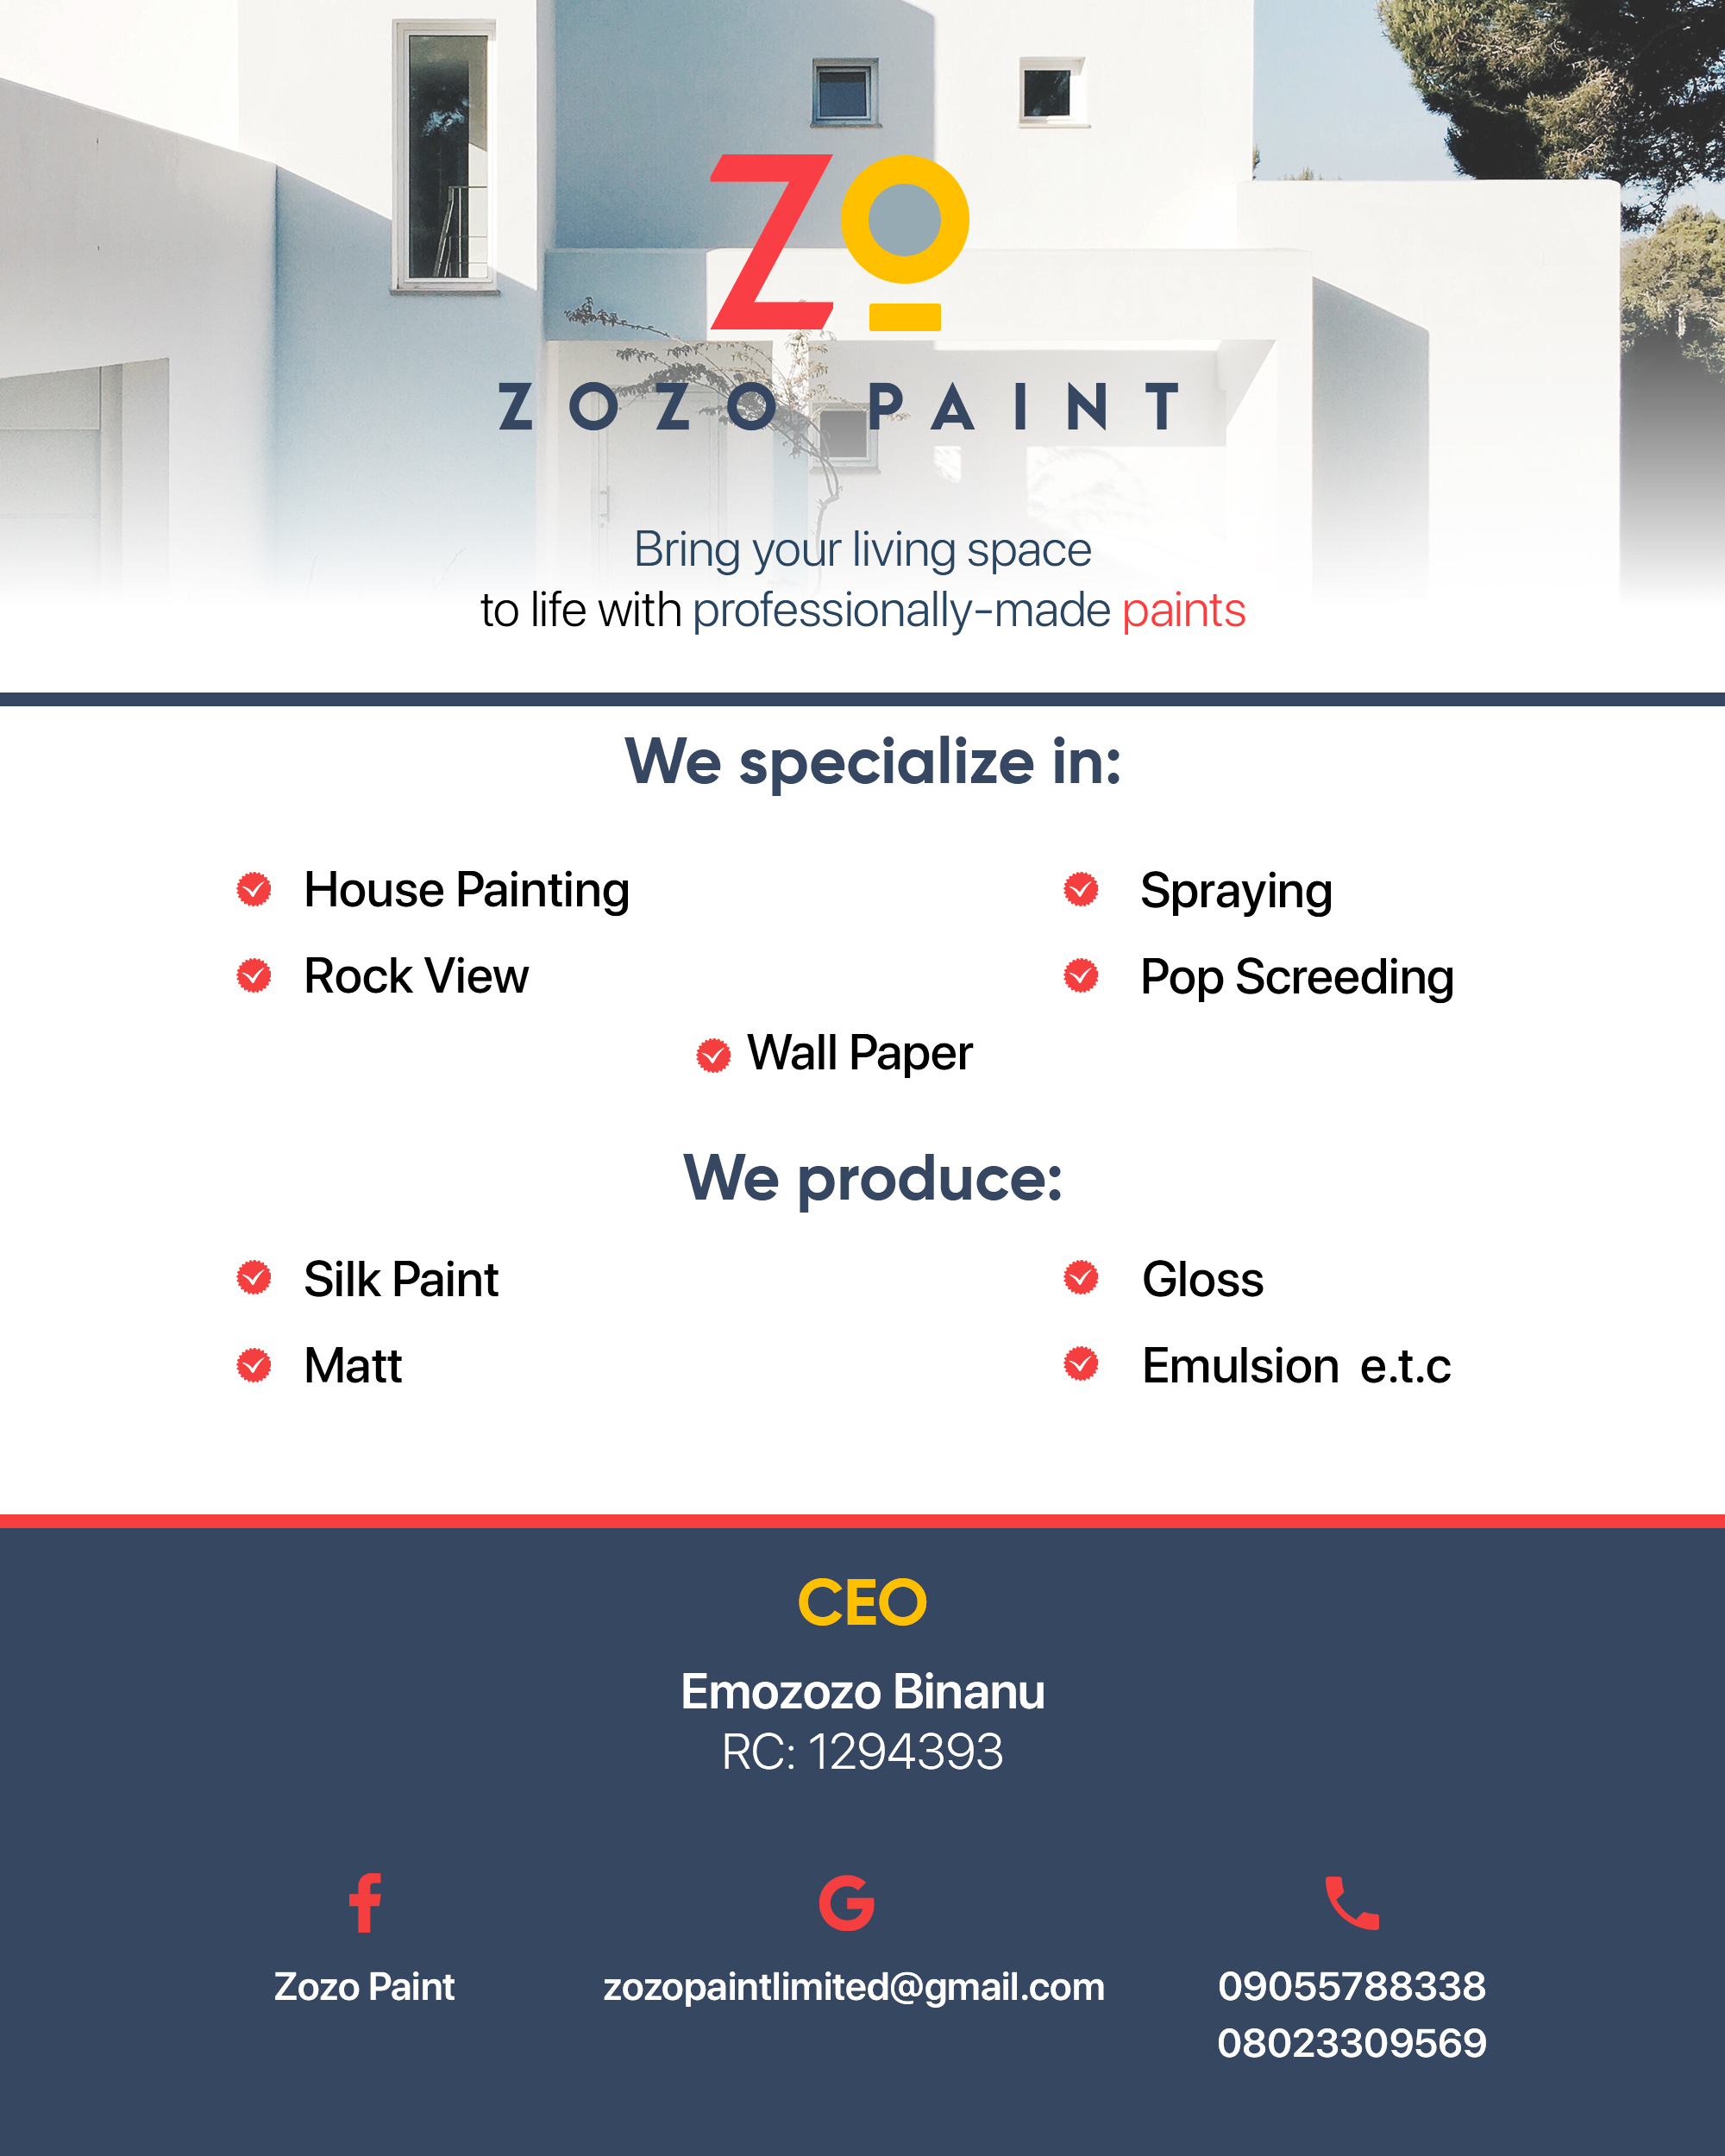 ZO
ZOZO PAINT
Bring your living space
to life with professionally-made paints
We specialize in:
House Painting
Spraying
Rock View
Pop Screeding
Wall Paper
We produce:
Silk Paint
Gloss
Matt
Emulsion e.t.c
CEO
Emozozo Binanu
RC: 1294393
Zozo Paint
zozopaintlimited@gmail.com
09055788338
08023309569